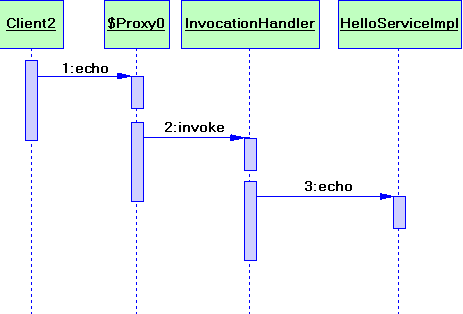 Client2
$Proxy0
InvocationHandler
HelloServiceImpl
1:echo
2:invoke
3:echo